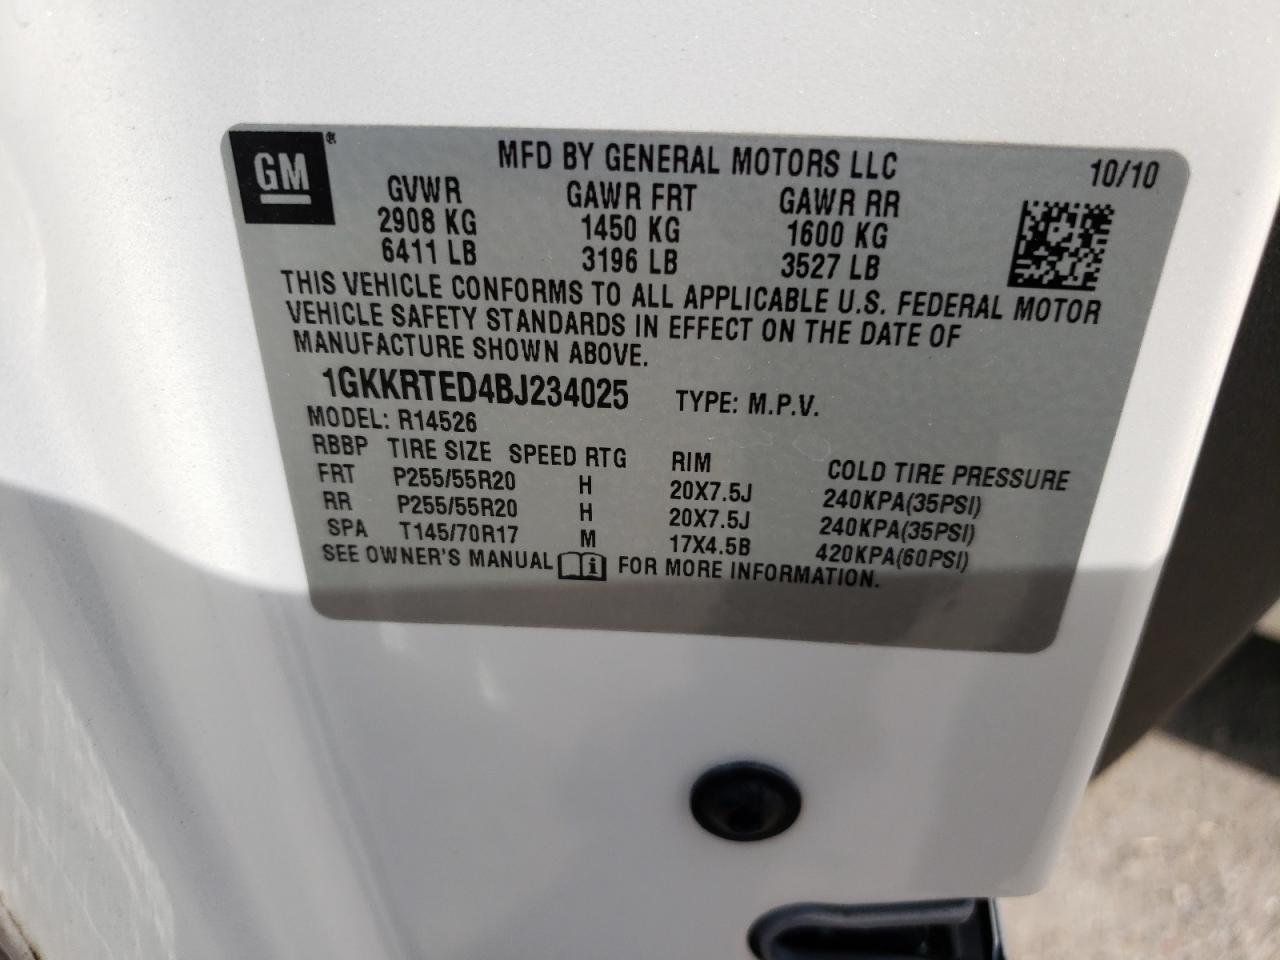 GM®
MFD BY GENERAL MOTORS LLC 10/10
GVWR GAWR FRT GAWR RR
2908 KG 1450 KG 1600 KG
6411 LB 3196 LB 3527 LB
THIS VEHICLE CONFORMS TO ALL APPLICABLE U.S. FEDERAL MOTOR
VEHICLE SAFETY STANDARDS IN EFFECT ON THE DATE OF
MANUFACTURE SHOWN ABOVE.
1GKKRTED4BJ234025 TYPE: M.P.V.
MODEL: R14526
RBBP TIRE SIZE SPEED RTG RIM COLD TIRE PRESSURE
FRT P255/55R20 H 20X7.5J 240KPA(35PSI)
RR P255/55R20 H 20X7.5J 240KPA(35PSI)
SPA T145/70R17 M 17X4.5B 420KPA(60PSI)
SEE OWNER'S MANUAL i FOR MORE INFORMATION.